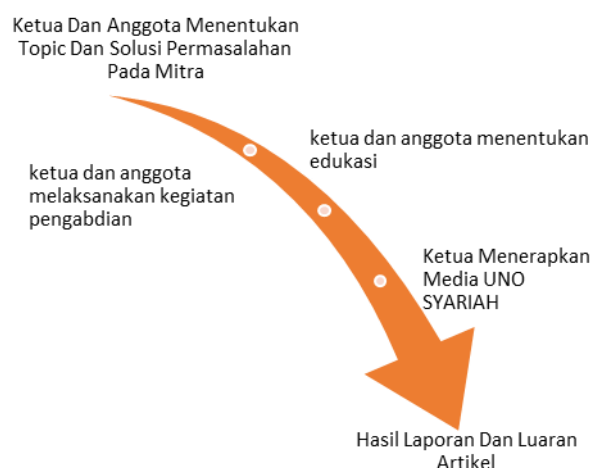 Ketua Dan Anggota Menentukan
Topic Dan Solusi Permasalahan
Pada Mitra
ketua dan anggota menentukan
edukasi
ketua dan anggota
melaksanakan kegiatan
pengabdian
Ketua Menerapkan
Media UNO
SYARIAH
Hasil Laporan Dan Luaran
Artikel